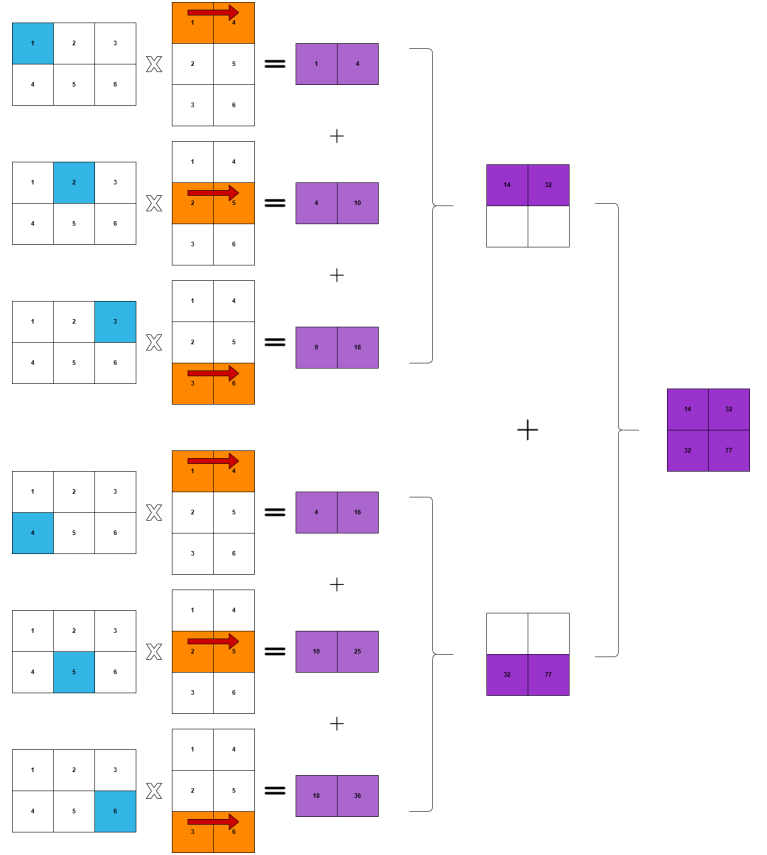 1 4
1 2 3 X 2 5 = 1 4
4 5 6 3 6
+
1 4
1 2 3 X 2 5 = 4 10
4 5 6 3 6
14 32
+
1 4
1 2 3 X 2 5 = 9 18
4 5 6 3 6
+
14 32
32 77
1 4
1 2 3 X 2 5 = 4 16
4 5 6 3 6
+
1 4
1 2 3 X 2 5 = 10 25
4 5 6 3 6
32 77
+
1 4
1 2 3 X 2 5 = 18 36
4 5 6 3 6